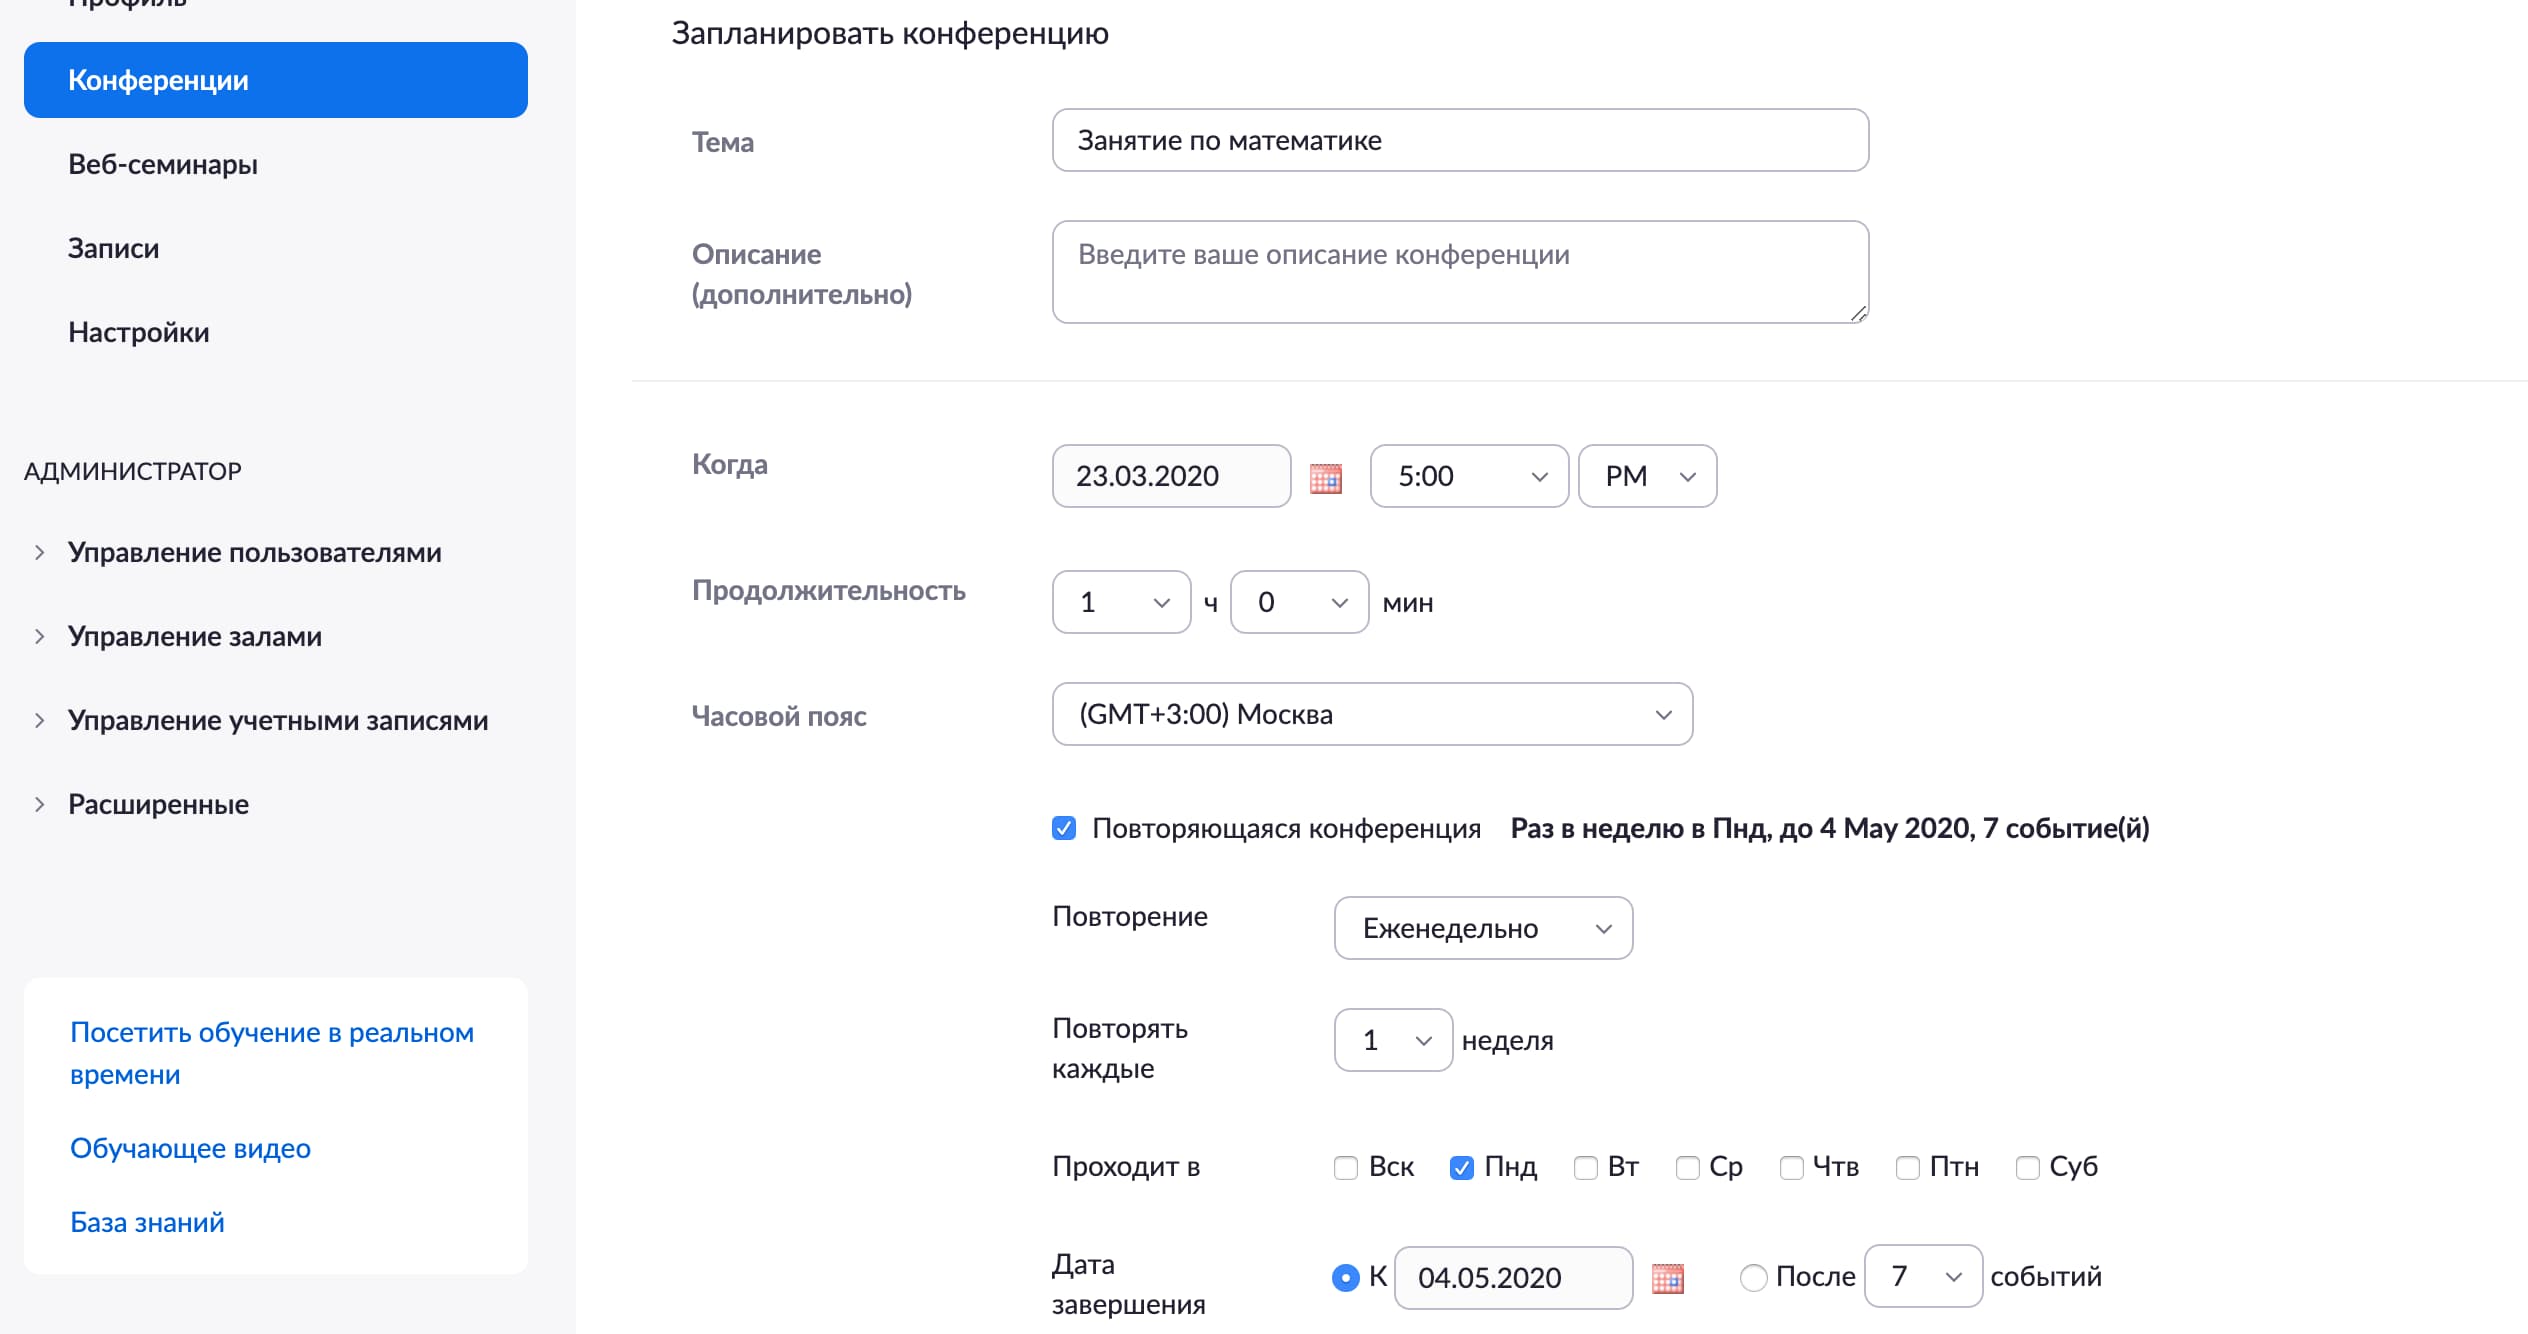 Профиль
Конференции
Веб-семинары
Записи
Настройки
АДМИНИСТРАТОР
Управление пользователями
Управление залами
Управление учетными записями
Расширенные
Посетить обучение в реальном
времени
Обучающее видео
База знаний
Запланировать конференцию
Тема
Занятие по математике
Описание
(дополнительно)
Введите ваше описание конференции
Когда
23.03.2020 5:00 PM
Продолжительность
1 ч 0 мин
Часовой пояс
(GMT+3:00) Москва
Повторяющаяся конференция Раз в неделю в Пнд, до 4 May 2020, 7 событие(й)
Повторение
Еженедельно
Повторять
каждые
1 неделя
Проходит в
Вск Пнд Вт Ср Чтв Птн Суб
Дата
завершения
К 04.05.2020 После 7 событий